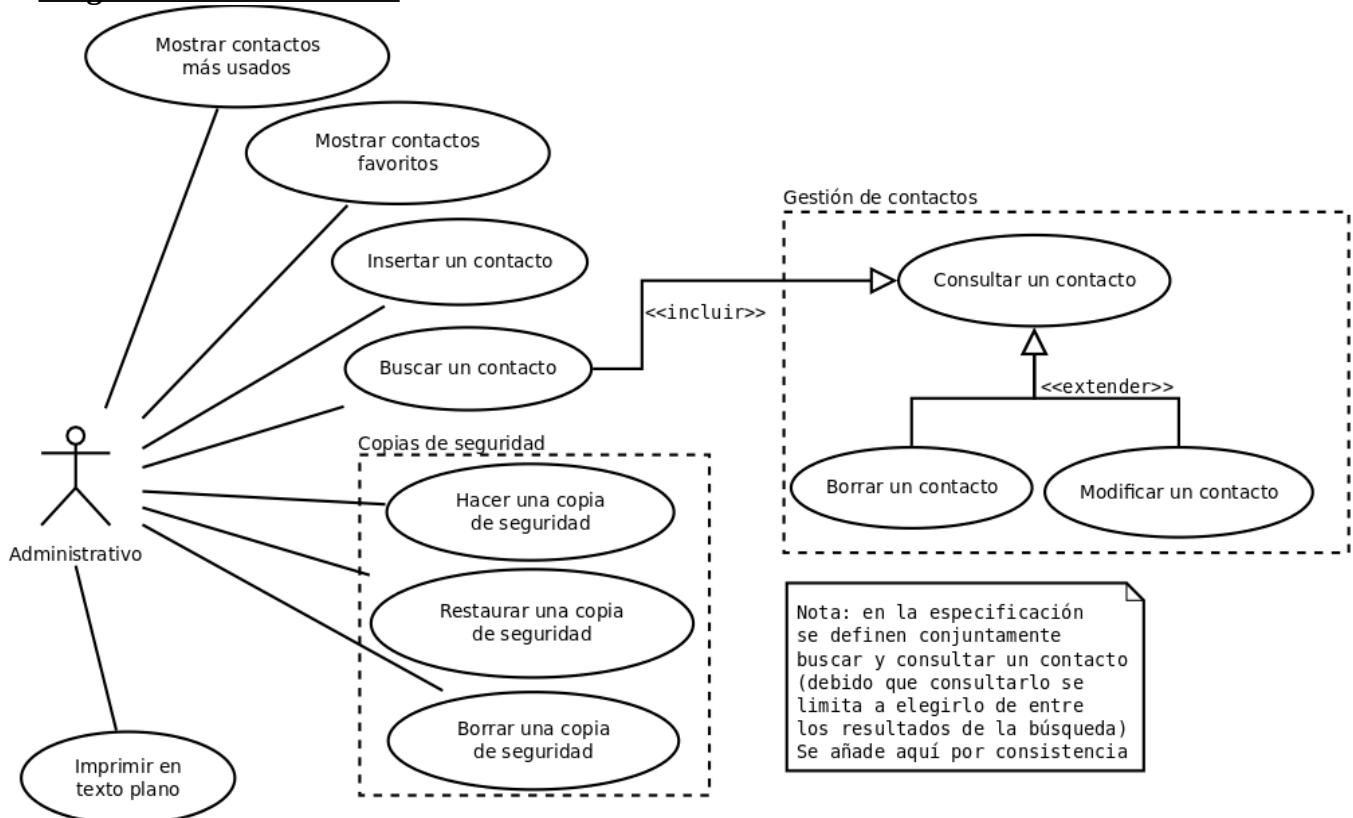 Mostrar contactos
más usados
Mostrar contactos
favoritos
Gestión de contactos
Insertar un contacto
Consultar un contacto
<<incluir>>
Buscar un contacto
<<extender>>
Copias de seguridad
Borrar un contacto
Modificar un contacto
Hacer una copia
de seguridad
Administrativo
Restaurar una copia
de seguridad
Nota: en la especificación
se definen conjuntamente
buscar y consultar un contacto
(debido que consultarlo se
limita a elegirlo de entre
los resultados de la búsqueda)
Se añade aquí por consistencia
Borrar una copia
de seguridad
Imprimir en
texto plano